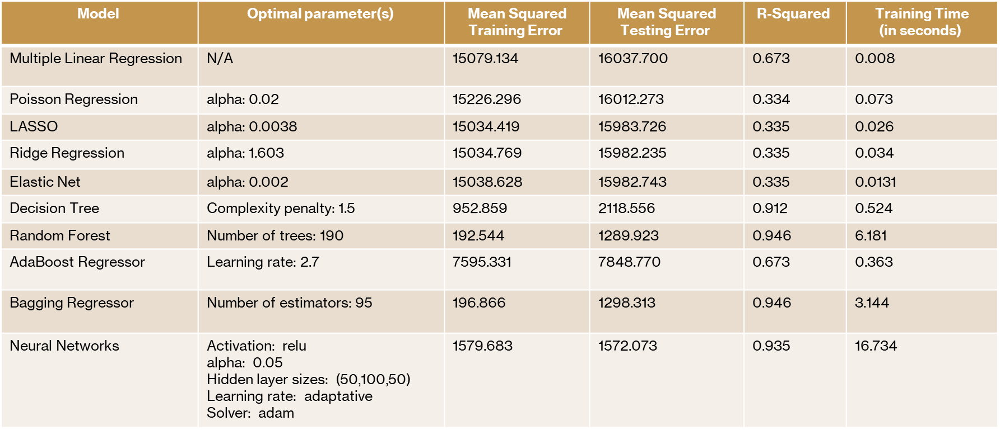 Model Optimal parameter(s) Mean Squared Training Error Mean Squared Testing Error R-Squared Training Time (in seconds)
Multiple Linear Regression N/A 15079.134 16037.700 0.673 0.008
Poisson Regression alpha: 0.02 15226.296 16012.273 0.334 0.073
LASSO alpha: 0.0038 15034.419 15983.726 0.335 0.026
Ridge Regression alpha: 1.603 15034.769 15982.235 0.335 0.034
Elastic Net alpha: 0.002 15038.628 15982.743 0.335 0.0131
Decision Tree Complexity penalty: 1.5 952.859 2118.556 0.912 0.524
Random Forest Number of trees: 190 192.544 1289.923 0.946 6.181
AdaBoost Regressor Learning rate: 2.7 7595.331 7848.770 0.673 0.363
Bagging Regressor Number of estimators: 95 196.866 1298.313 0.946 3.144
Neural Networks Activation: relu 1579.683 1572.073 0.935 16.734
alpha: 0.05
Hidden layer sizes: (50,100,50)
Learning rate: adaptative
Solver: adam